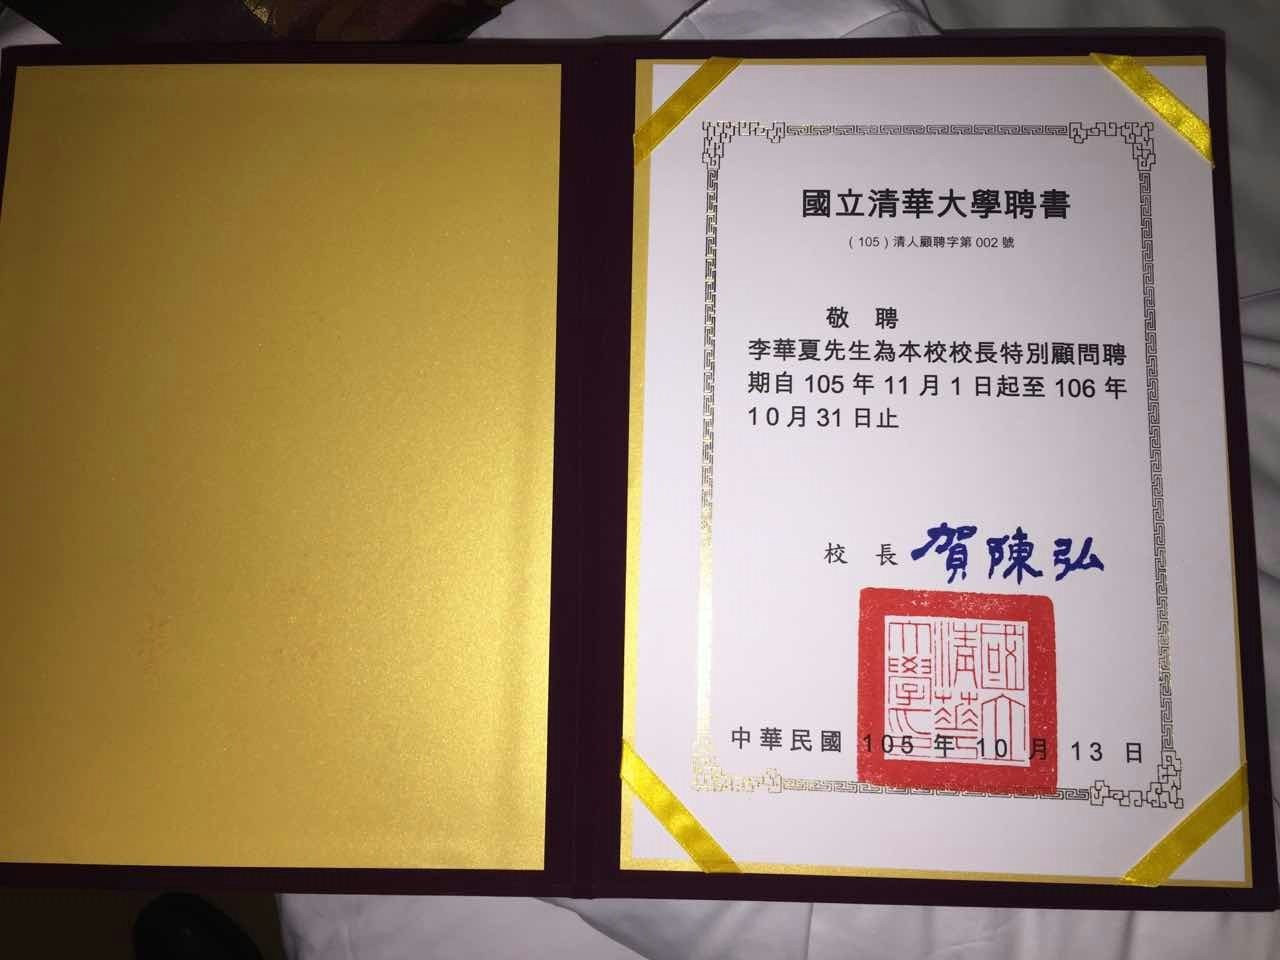 國立清華大學聘書
（105）清人顧聘字第 002 號
敬 聘
李華夏先生為本校校長特別顧問聘
期自 105 年 11 月 1 日起至 106 年
10 月 31 日止
校 長 賀陳弘
國立
清華
大學
中華民國 105 年 10 月 13 日